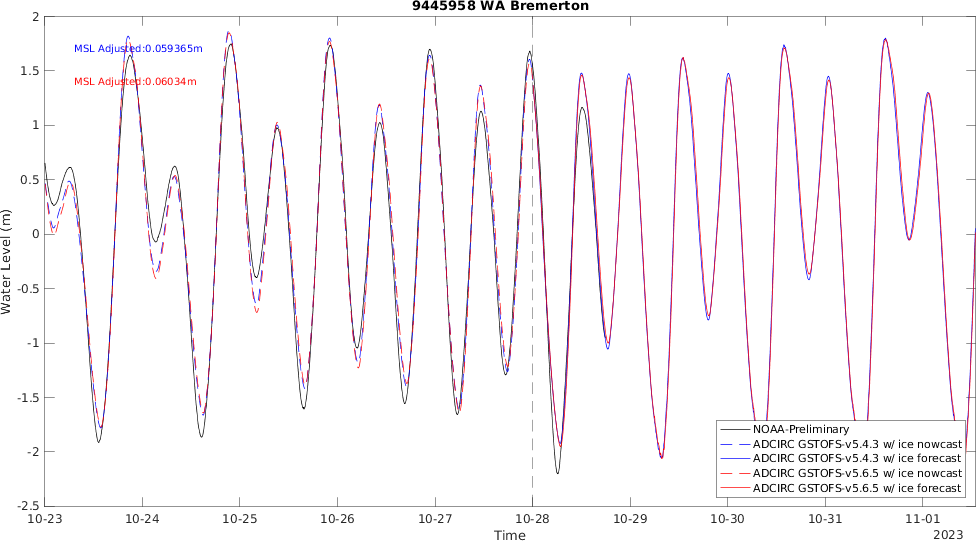 9445958 WA Bremerton
2
MSL Adjusted:0.059365m
1.5
MSL Adjusted:0.06034m
1
0.5
0
Water Level (m)
-0.5
-1
-1.5
-2
-2.5
NOAA-Preliminary
ADCIRC GSTOFS-v5.4.3 w/ ice nowcast
ADCIRC GSTOFS-v5.4.3 w/ ice forecast
ADCIRC GSTOFS-v5.6.5 w/ ice nowcast
ADCIRC GSTOFS-v5.6.5 w/ ice forecast
10-23 10-24 10-25 10-26 10-27 10-28 10-29 10-30 10-31 11-01
Time
2023